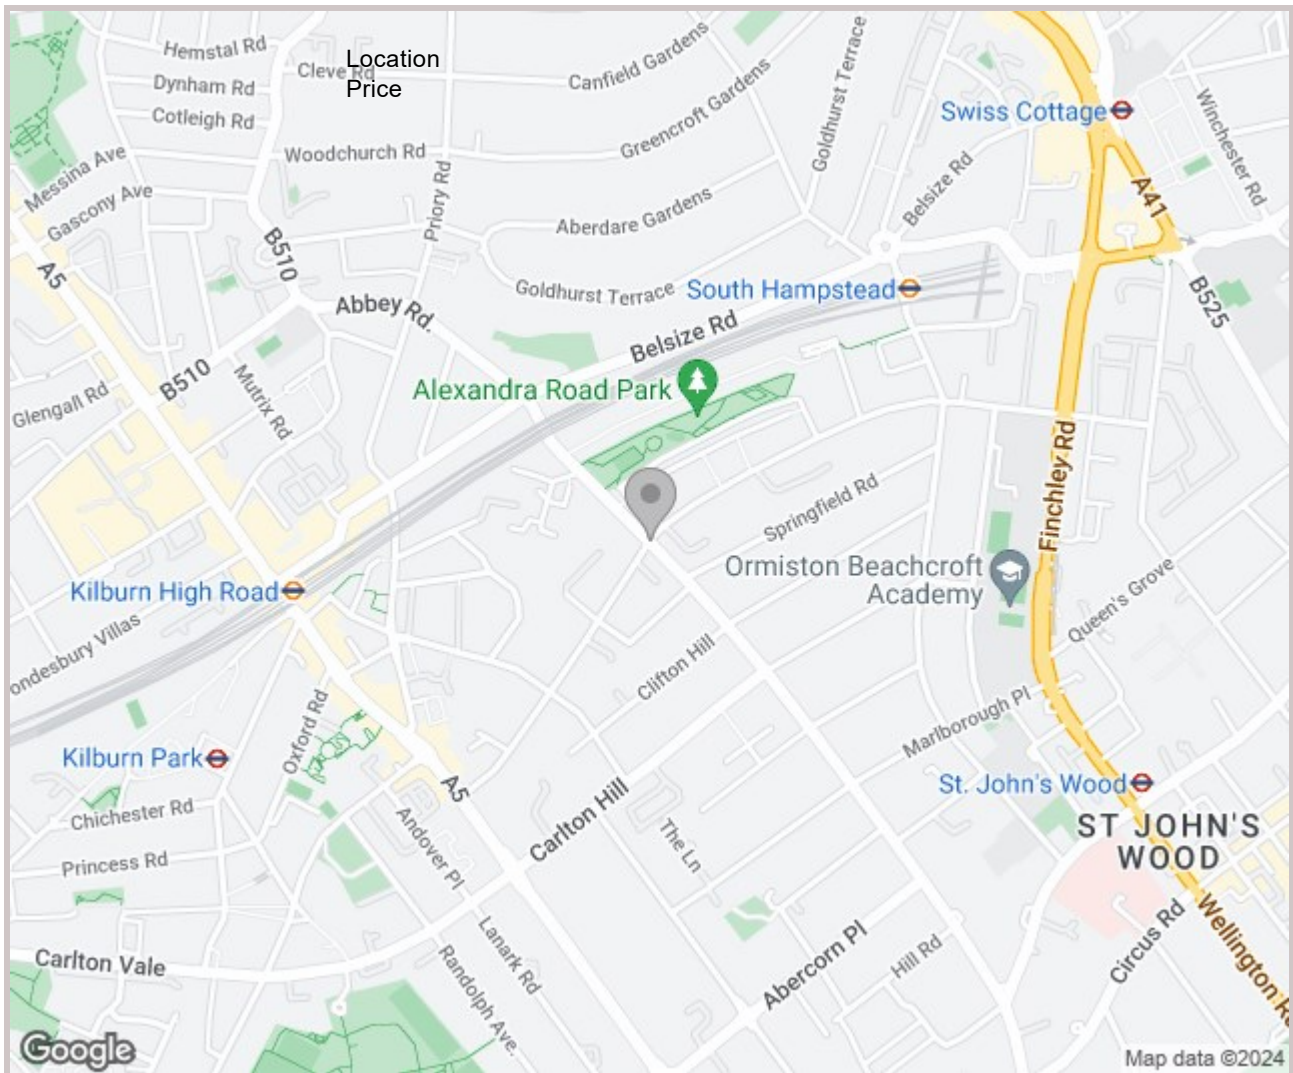 Hemstal Rd
Location
Cleve Rd
Price
Canfield Gardens
Goldhurst Terrace
Dynham Rd
Cotleigh Rd
Greencroft Gardens
Swiss Cottage
Winchester Rd
Messina Ave
Woodchurch Rd
Priory Rd
Belsize Rd
A41
Gascony Ave
Aberdare Gardens
B510
A5
Goldhurst Terrace
South Hampstead
B525
Abbey Rd.
Belsize Rd
B510
Mutrix Rd
Alexandra Road Park
Glengall Rd
Finchley Rd
Springfield Rd
Ormiston Beachcroft
Academy
Kilburn High Road
Queen's Grove
ondesbury Villas
Clifton Hill
Oxford Rd
Marlborough Pl
Kilburn Park
A5
St. John's Wood
Chichester Rd
Andover Pl
Carlton Hill
The Ln
ST JOHN'S
WOOD
Princess Rd
Lanark Rd
Circus Rd
Wellington R
Carlton Vale
Randolph Ave.
Abercorn Pl
Hill Rd
Google
Map data ©2024